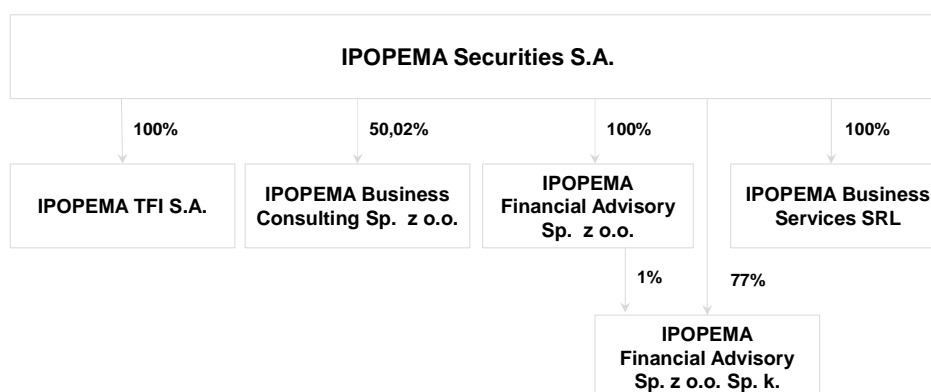 IPOPEMA Securities S.A.
100%
50,02%
100%
100%
IPOPEMA TFI S.A.
IPOPEMA Business
Consulting Sp. z o.o.
IPOPEMA
Financial Advisory
Sp. z o.o.
IPOPEMA Business
Services SRL
1%
77%
IPOPEMA
Financial Advisory
Sp. z o.o. Sp. k.